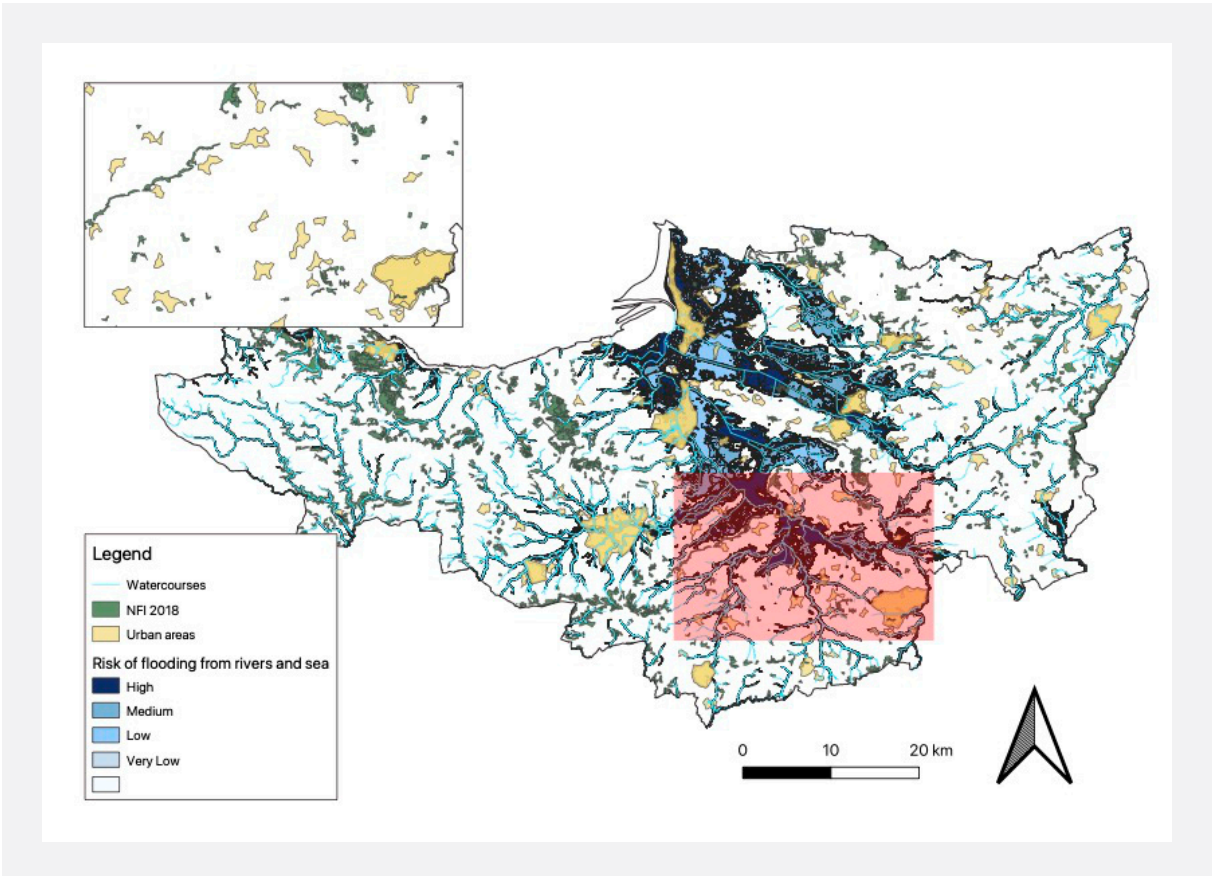 Legend
Watercourses
NFI 2018
Urban areas
Risk of flooding from rivers and sea
High
Medium
Low
Very Low
0 10 20 km